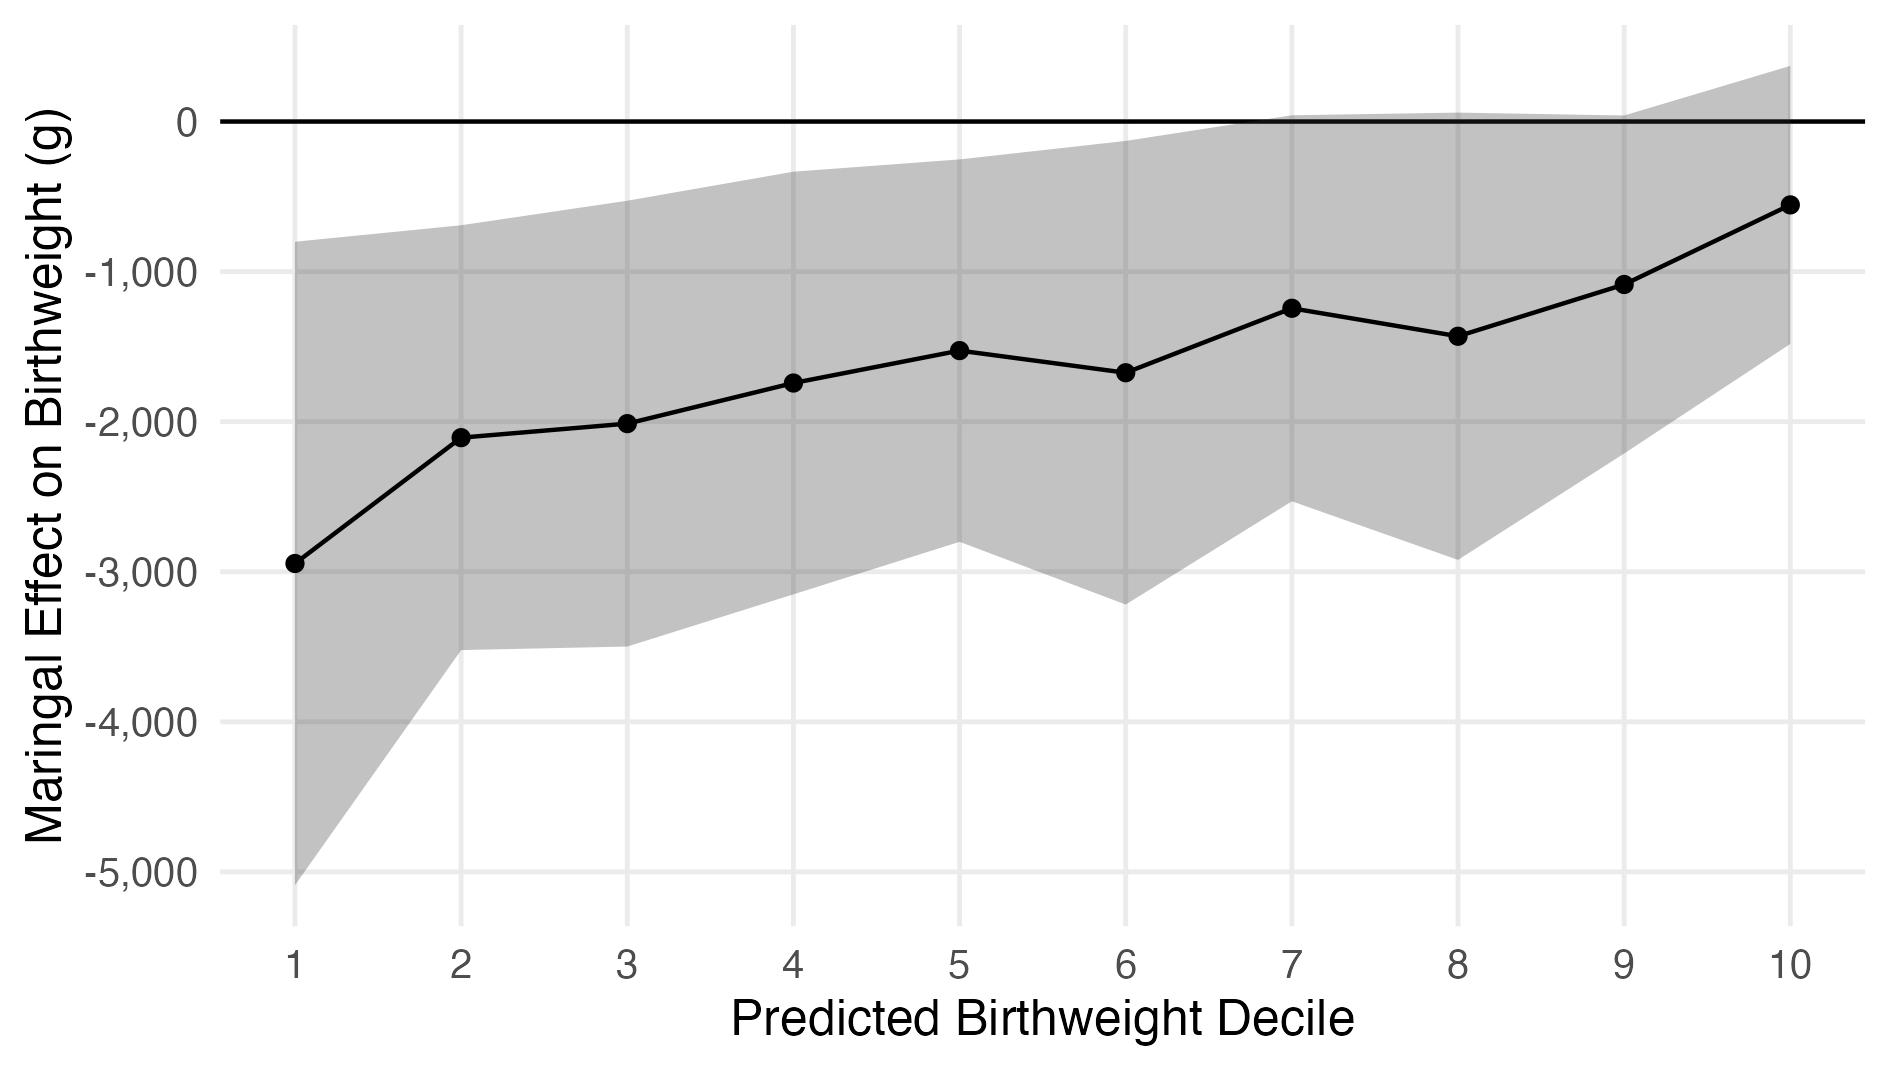 Maringal Effect on Birthweight (g)
0
-1,000
-2,000
-3,000
-4,000
-5,000
1 2 3 4 5 6 7 8 9 10
Predicted Birthweight Decile